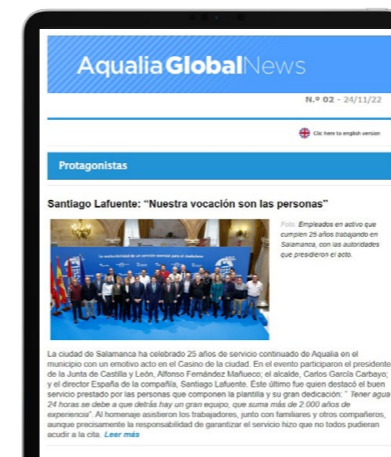 Aqualia GlobalNews
N.º 02 - 24/11/22
Clic here to english version
Protagonistas
Santiago Lafuente: “Nuestra vocación son las personas”
Foto: Empleados en activo que
cumplen 25 años trabajando en
Salamanca, con las autoridades
que presidieron el acto.
La ciudad de Salamanca ha celebrado 25 años de servicio continuado de Aqualia en el
municipio con un emotivo acto en el Casino de la ciudad. En el evento participaron el presidente
de la Junta de Castilla y León, Alfonso Fernández Mañueco; el alcalde, Carlos García Carbayo;
y el director España de la compañía, Santiago Lafuente. Este último fue quien destacó el buen
servicio prestado por las personas que componen la plantilla y su gran dedicación: “ Tener agua
24 horas se debe a que detrás hay un gran equipo, que suma más de 2.000 años de
experiencia”. Al homenaje asistieron los trabajadores, junto con familiares y otros compañeros,
aunque precisamente la responsabilidad de garantizar el servicio hizo que no todos pudieran
acudir a la cita. Leer más